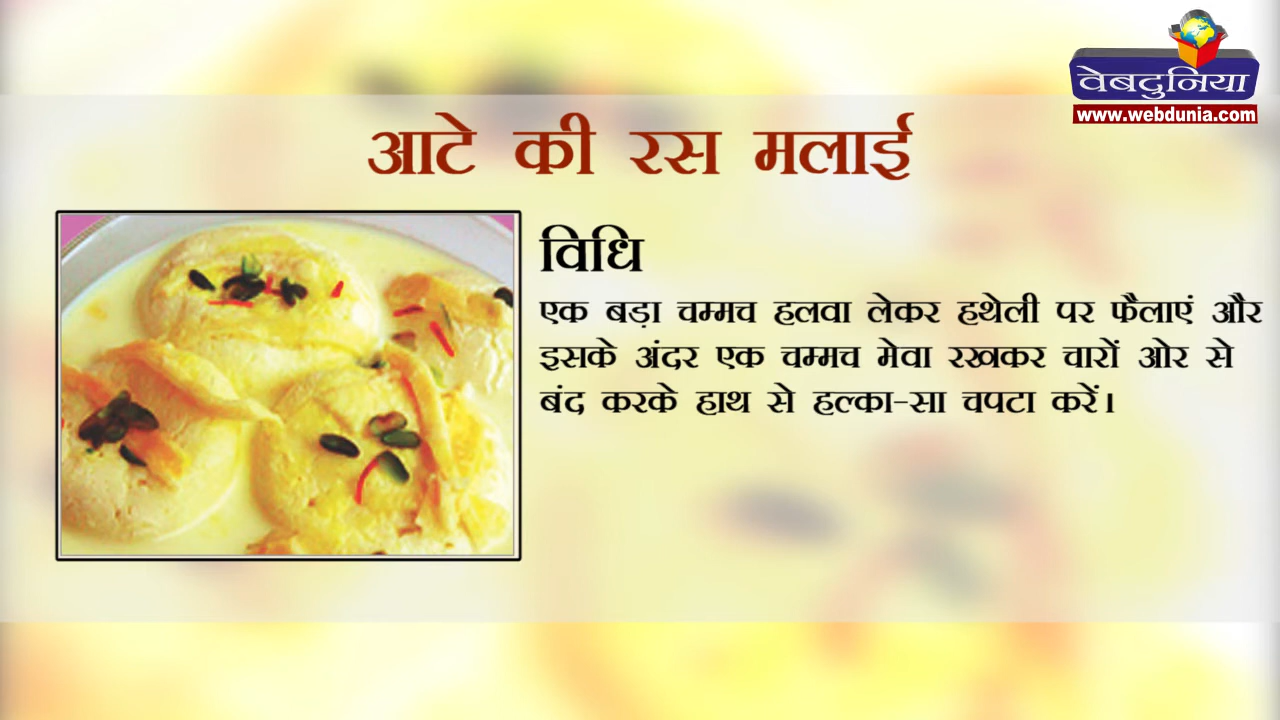 वेबदुनिया
www.webdunia.com
आटे की रस मलाई
विधि
एक बड़ा चम्मच हलवा लेकर हथेली पर फैलाएं और
इसके अंदर एक चम्मच मेवा रखकर चारों ओर से
बंद करके हाथ से हल्का-सा चपटा करें।